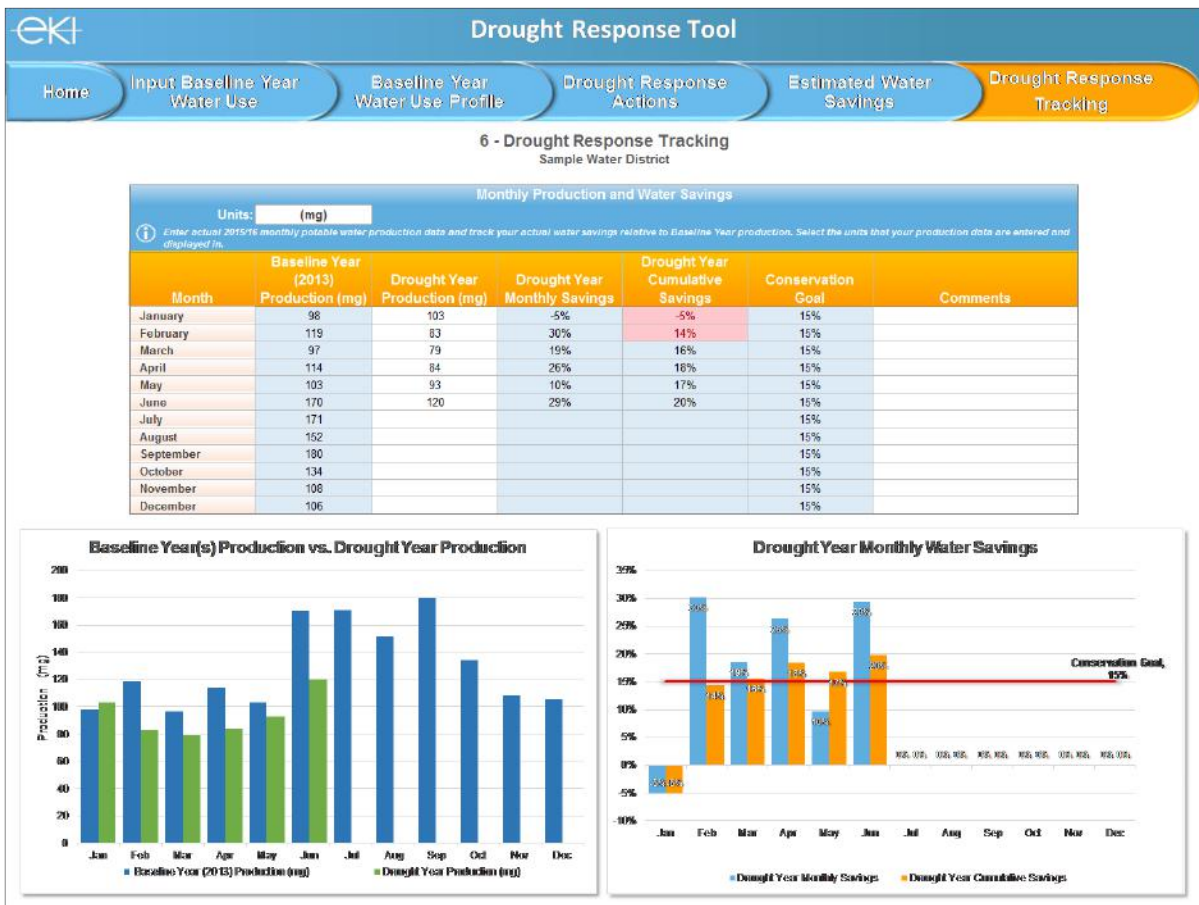 eki
Drought Response Tool
Home
Input Baseline Year
Water Use
Baseline Year
Water Use Profile
Drought Response
Actions
Estimated Water
Savings
Drought Response
Tracking
6 - Drought Response Tracking
Sample Water District
Monthly Production and Water Savings
Units: (mg)
Enter actual 2015/16 monthly potable water production data and track your actual water savings relative to Baseline Year production. Select the units that your production data are entered and
displayed in.
Month Baseline Year (2013) Production (mg) Drought Year Production (mg) Drought Year Monthly Savings Drought Year Cumulative Savings Conservation Goal Comments
January 98 103 -5% -5% 15%
February 119 83 30% 14% 15%
March 97 79 19% 16% 15%
April 114 84 26% 18% 15%
May 103 93 10% 17% 15%
June 170 120 29% 20% 15%
July 171 15%
August 152 15%
September 180 15%
October 134 15%
November 108 15%
December 106 15%
Baseline Year(s) Production vs. Drought Year Production
200
180
160
140
120
100
80
60
40
20
0
Production (mg)
Jan Feb Mar Apr May Jun Jul Aug Sep Oct Nov Dec
Baseline Year (2013) Production (mg) Drought Year Production (mg)
Drought Year Monthly Water Savings
35%
30%
25%
20%
15%
10%
5%
0%
-5%
-10%
30% 14% 19% 16% 26% 18% 10% 17% 29% 20%
Conservation Goal,
15%
Jan Feb Mar Apr May Jun Jul Aug Sep Oct Nov Dec
Drought Year Monthly Savings Drought Year Cumulative Savings